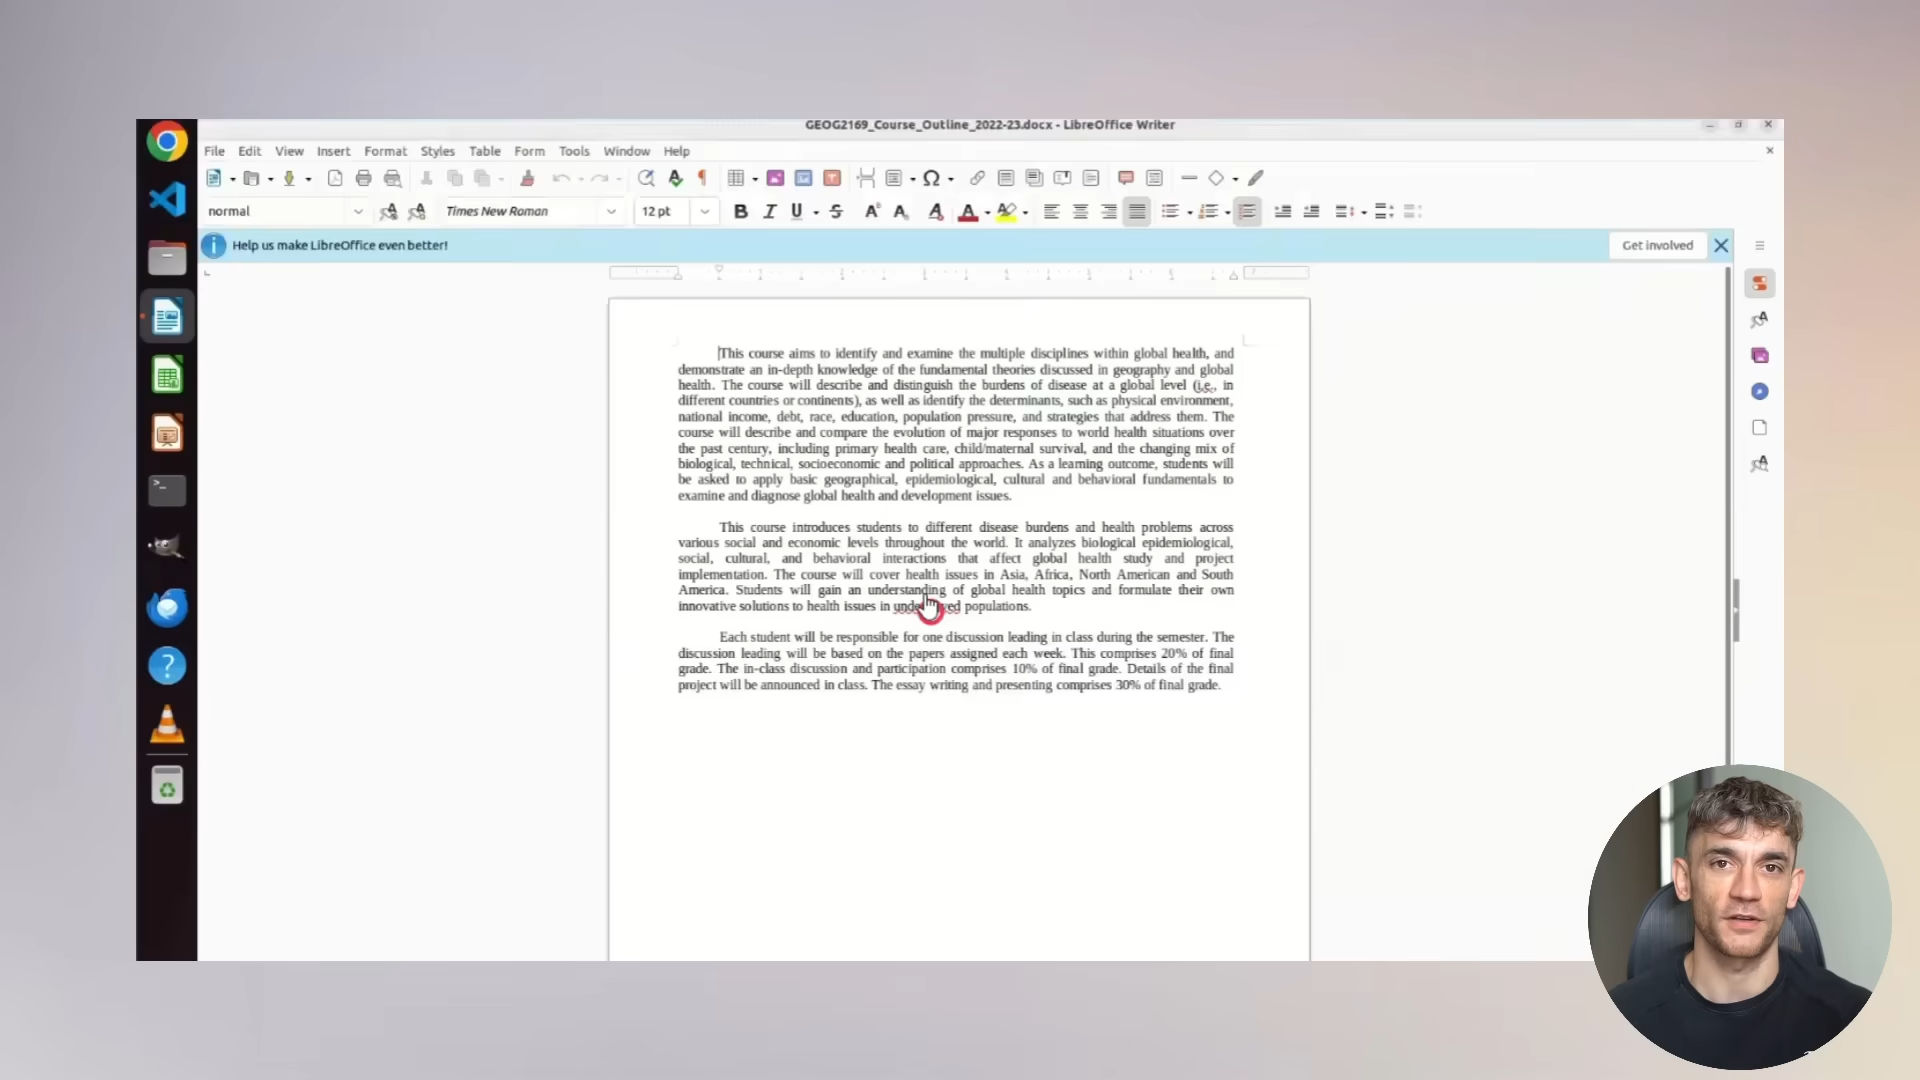 GEOG2169_Course_Outline_2022-23.docx - LibreOffice Writer
File Edit View Insert Format Styles Table Form Tools Window Help
normal Times New Roman 12 pt
Help us make LibreOffice even better! Get involved
This course aims to identify and examine the multiple disciplines within global health, and
demonstrate an in-depth knowledge of the fundamental theories discussed in geography and global
health. The course will describe and distinguish the burdens of disease at a global level (i.e., in
different countries or continents), as well as identify the determinants, such as physical environment,
national income, debt, race, education, population pressure, and strategies that address them. The
course will describe and compare the evolution of major responses to world health situations over
the past century, including primary health care, child/maternal survival, and the changing mix of
biological, technical, socioeconomic and political approaches. As a learning outcome, students will
be asked to apply basic geographical, epidemiological, cultural and behavioral fundamentals to
examine and diagnose global health and development issues.
This course introduces students to different disease burdens and health problems across
various social and economic levels throughout the world. It analyzes biological epidemiological,
social, cultural, and behavioral interactions that affect global health study and project
implementation. The course will cover health issues in Asia, Africa, North American and South
America. Students will gain an understanding of global health topics and formulate their own
innovative solutions to health issues in populations.
Each student will be responsible for one discussion leading in class during the semester. The
discussion leading will be based on the papers assigned each week. This comprises 20% of final
grade. The in-class discussion and participation comprises 10% of final grade. Details of the final
project will be announced in class. The essay writing and presenting comprises 30% of final grade.